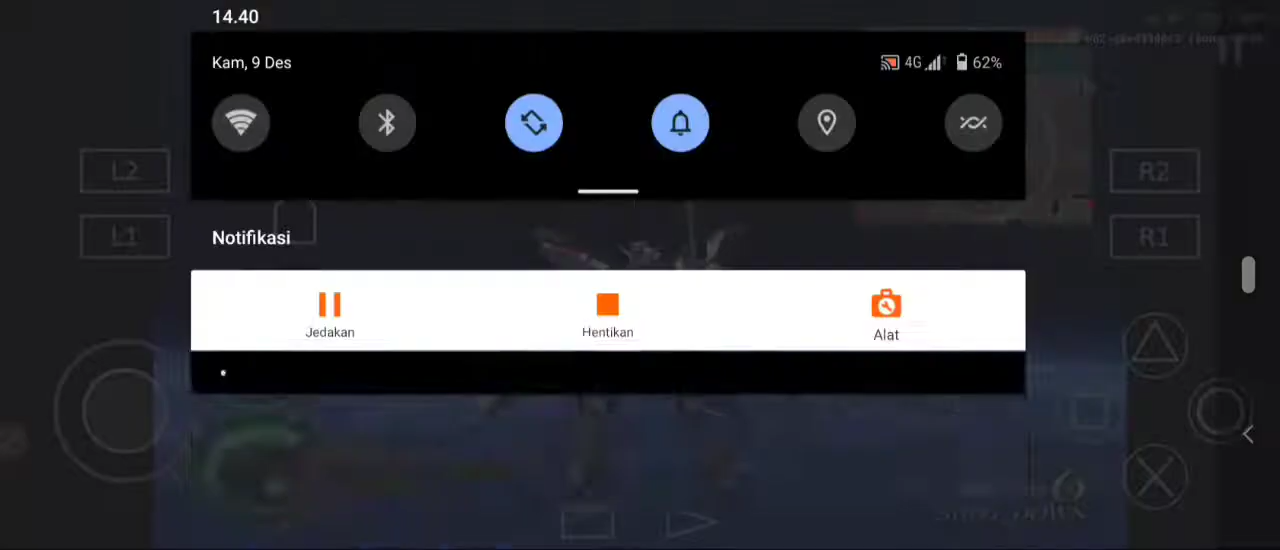 14.40
Kam, 9 Des
4G 62%
L2
R2
L1
R1
Notifikasi
Jedakan
Hentikan
Alat